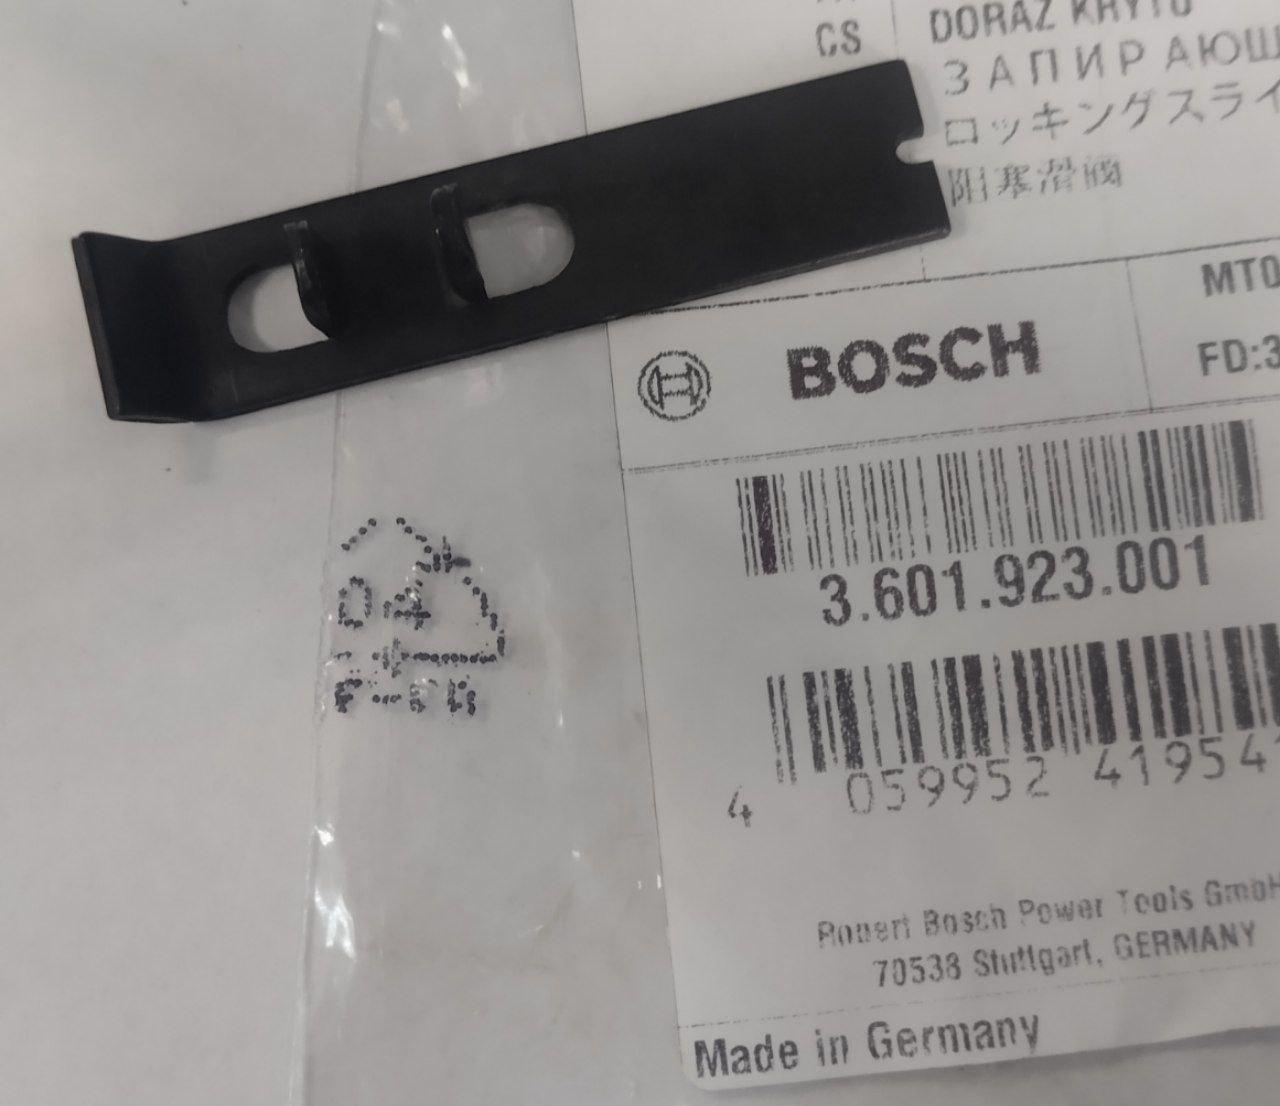 CS
DORAZ KRYTU
ЗАПИРАЮЩ
ロッキングスライ
阻塞滑阀
MT0
BOSCH
FD:3
3.601.923.001
4 059952 41954
Robert Bosch Power Tools GmbH
70538 Stuttgart, GERMANY
Made in Germany